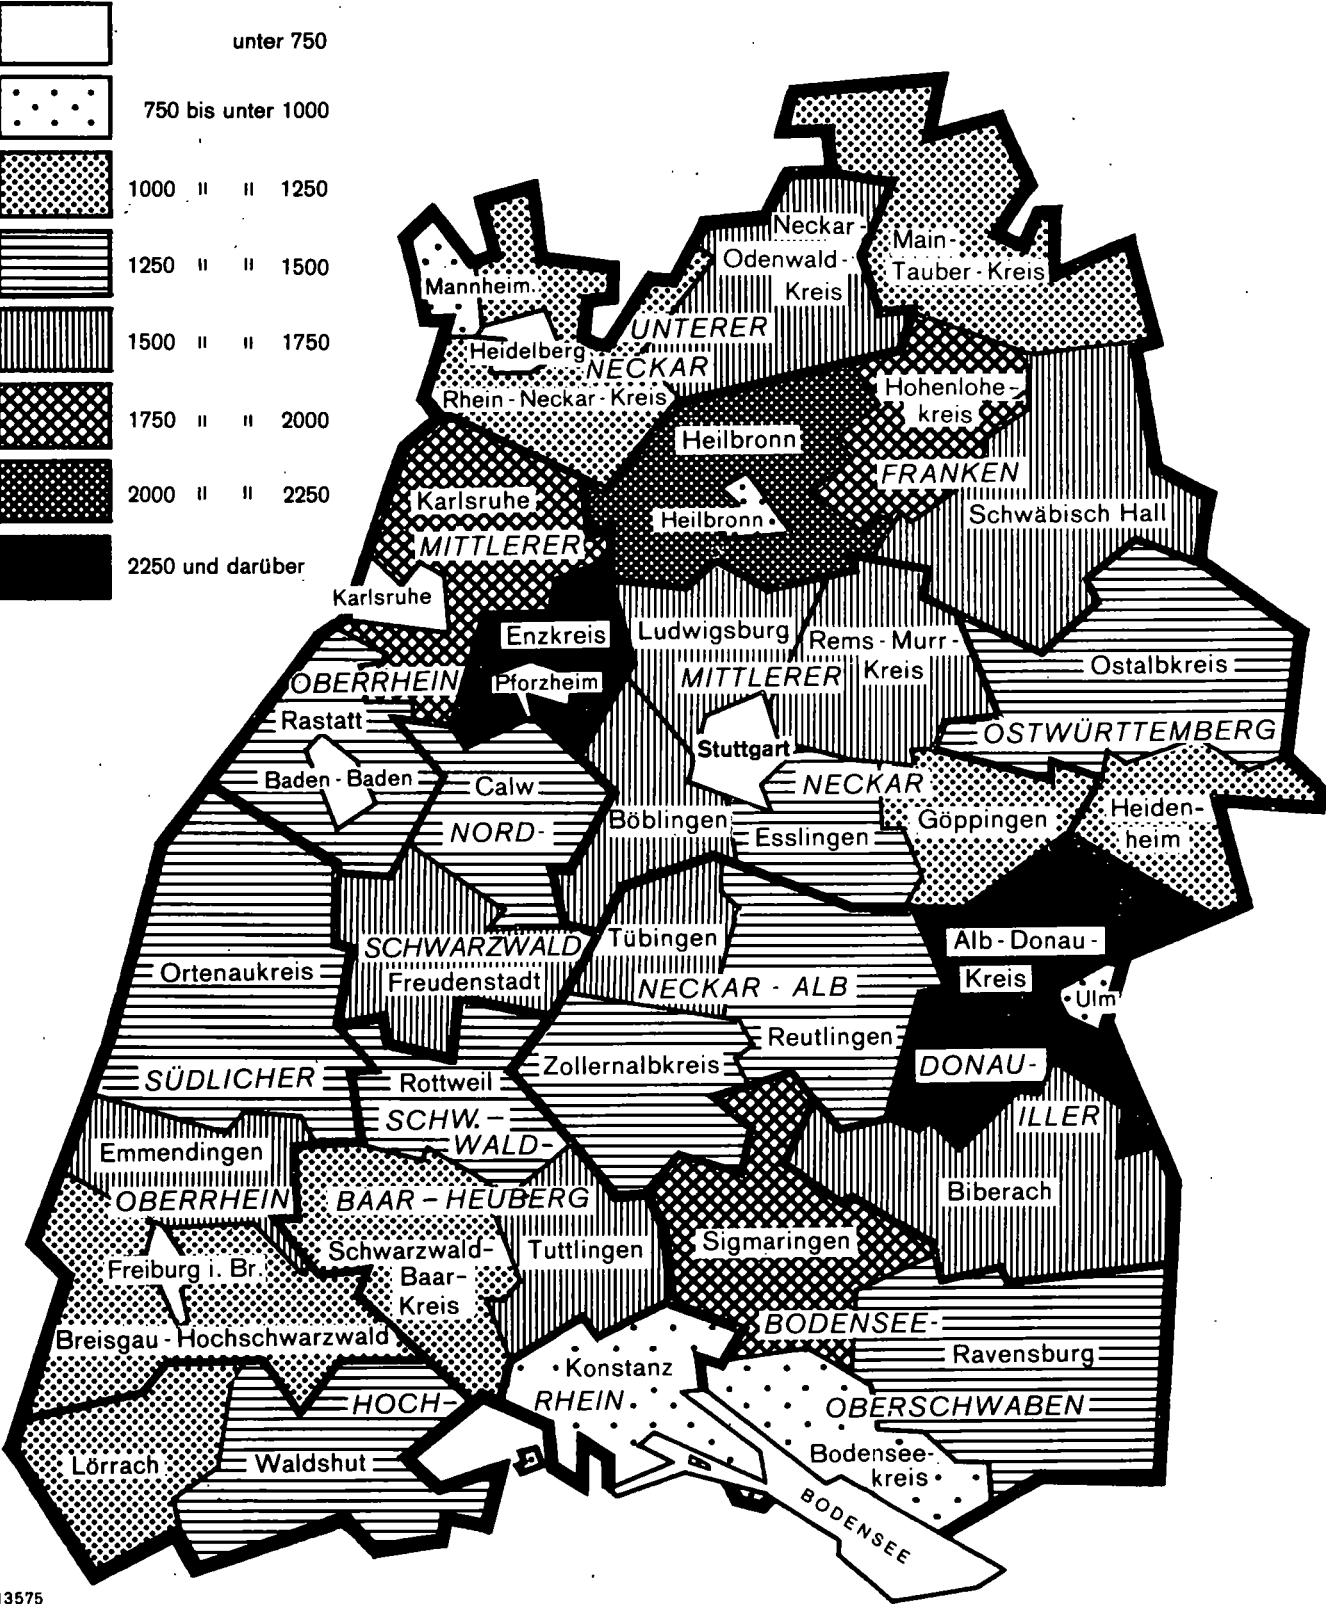 unter 750
750 bis unter 1000
1000 " " 1250
1250 " " 1500
1500 " " 1750
1750 " " 2000
2000 " " 2250
2250 und darüber
Neckar-
Odenwald-
Kreis
Main-
Tauber-Kreis
Mannheim
Heidelberg
UNTERER
NECKAR
Rhein-Neckar-Kreis
Hohenlohe-
kreis
Heilbronn
FRANKEN
Heilbronn
Schwäbisch Hall
Karlsruhe
MITTLERER
Karlsruhe
OBERRHEIN
Enzkreis
Pforzheim
Ludwigsburg
Rems-Murr-
Kreis
MITTLERER
Ostalbkreis
OSTWÜRTTEMBERG
Rastatt
Baden-Baden
Stuttgart
NECKAR
Calw
NORD-
Böblingen
Esslingen
Göppingen
Heiden-
heim
SCHWARZWALD
Freudenstadt
Tübingen
NECKAR-ALB
Alb-Donau-
Kreis
Ulm
Ortenaukreis
Reutlingen
Zollernalbkreis
DONAU-
ILLER
SÜDLICHER
Rottweil
SCHW.-
WALD-
Emmendingen
OBERRHEIN
BAAR-HEUBERG
Biberach
Freiburg i. Br.
Schwarzwald-
Baar-
Kreis
Tuttlingen
Sigmaringen
Breisgau-Hochschwarzwald
BODENSEE-
Ravensburg
Konstanz
HOCH-
RHEIN
OBERSCHWABEN
Lörrach
Waldshut
Bodensee-
kreis
BODENSEE
13575